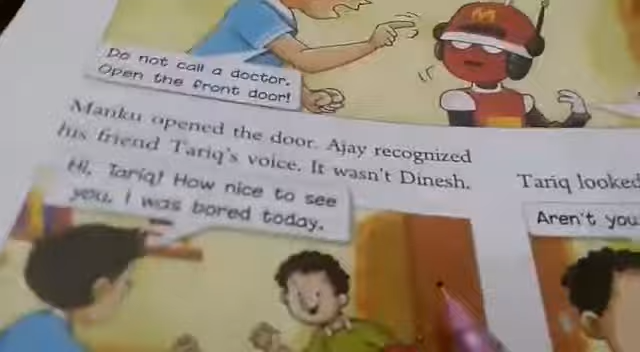 Do not call a doctor.
Open the front door!
Manku opened the door. Ajay recognized
his friend Tariq's voice. It wasn't Dinesh.
Hi, Tariq! How nice to see
you. I was bored today.
Tariq looked
Aren't you